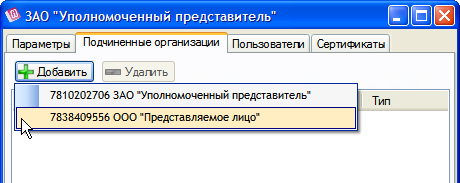 ЗАО "Уполномоченный представитель"
Параметры Подчиненные организации Пользователи Сертификаты
Добавить Удалить
7810202706 ЗАО "Уполномоченный представитель"
Тип
7838409556 ООО "Представляемое лицо"